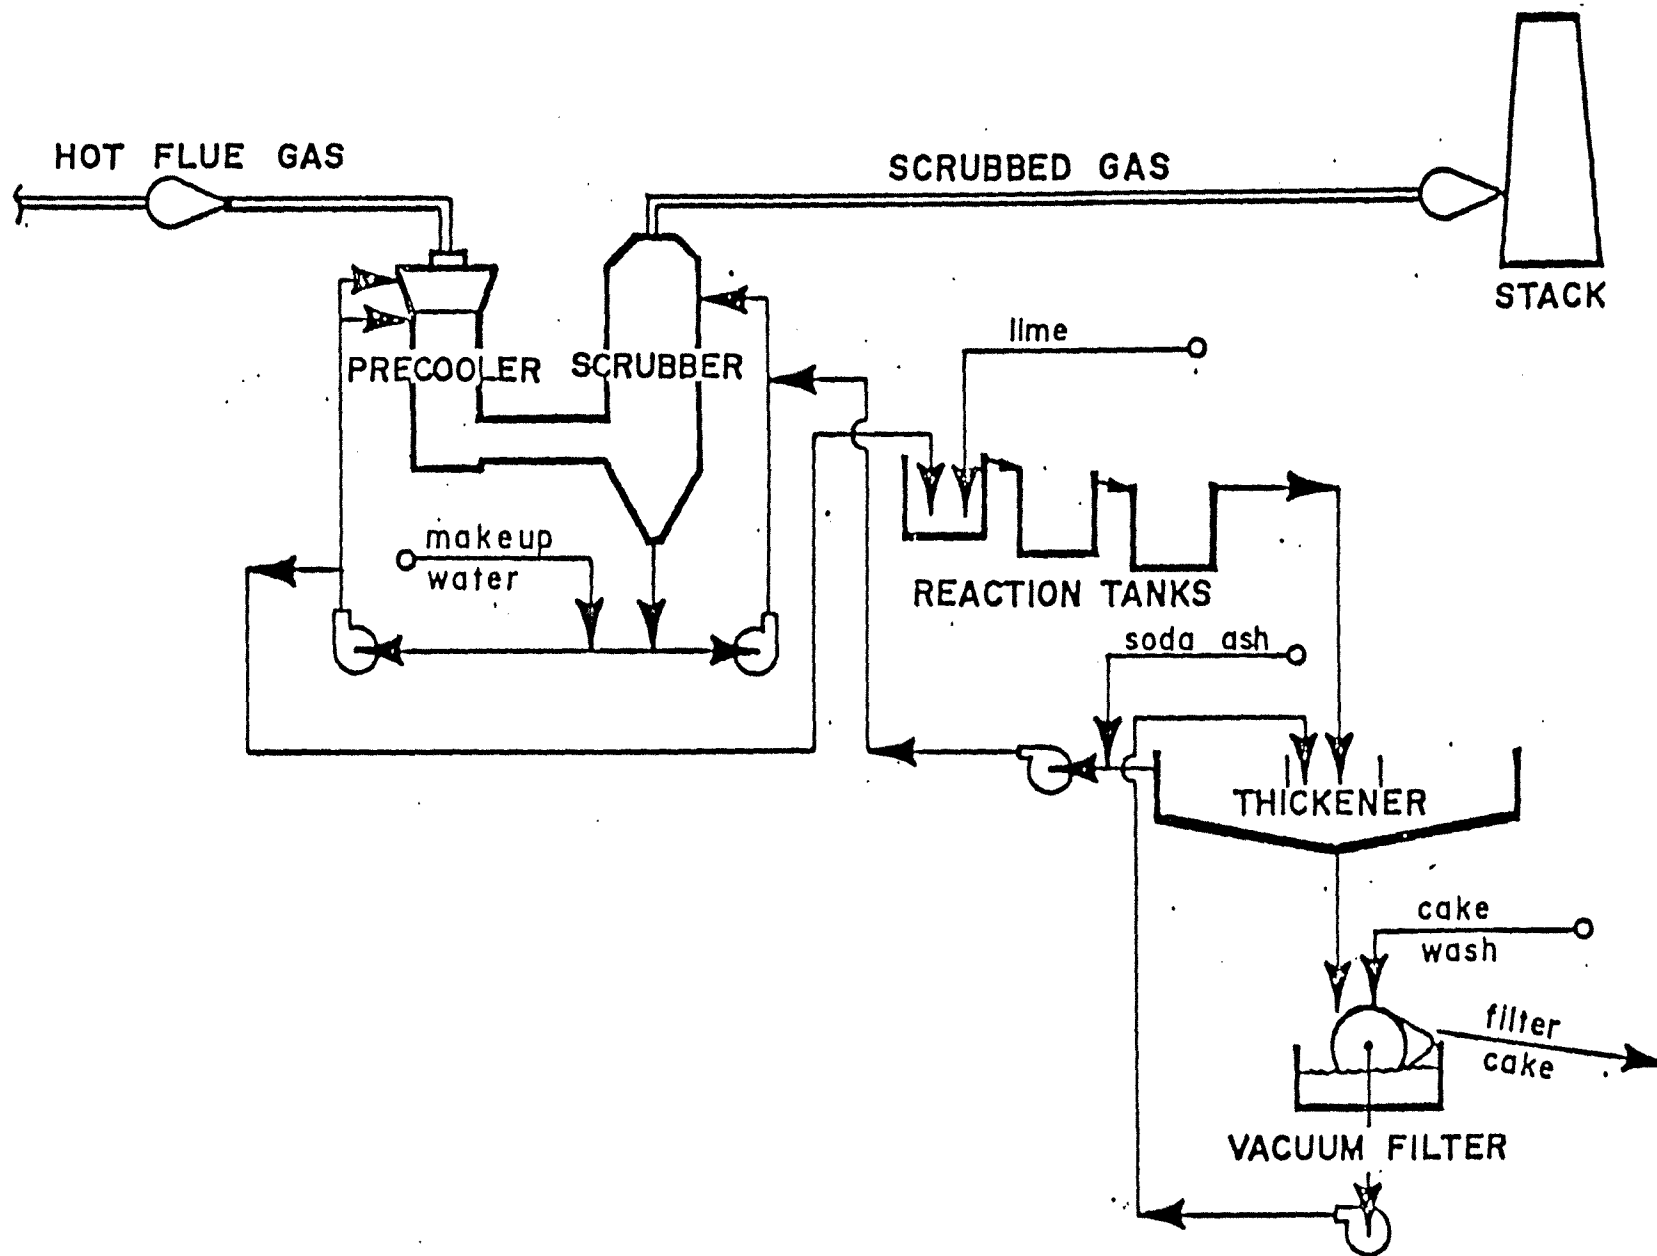 HOT FLUE GAS
SCRUBBED GAS
STACK
lime
PRECOOLER
SCRUBBER
makeup
water
REACTION TANKS
soda ash
THICKENER
cake
wash
filter
cake
VACUUM FILTER